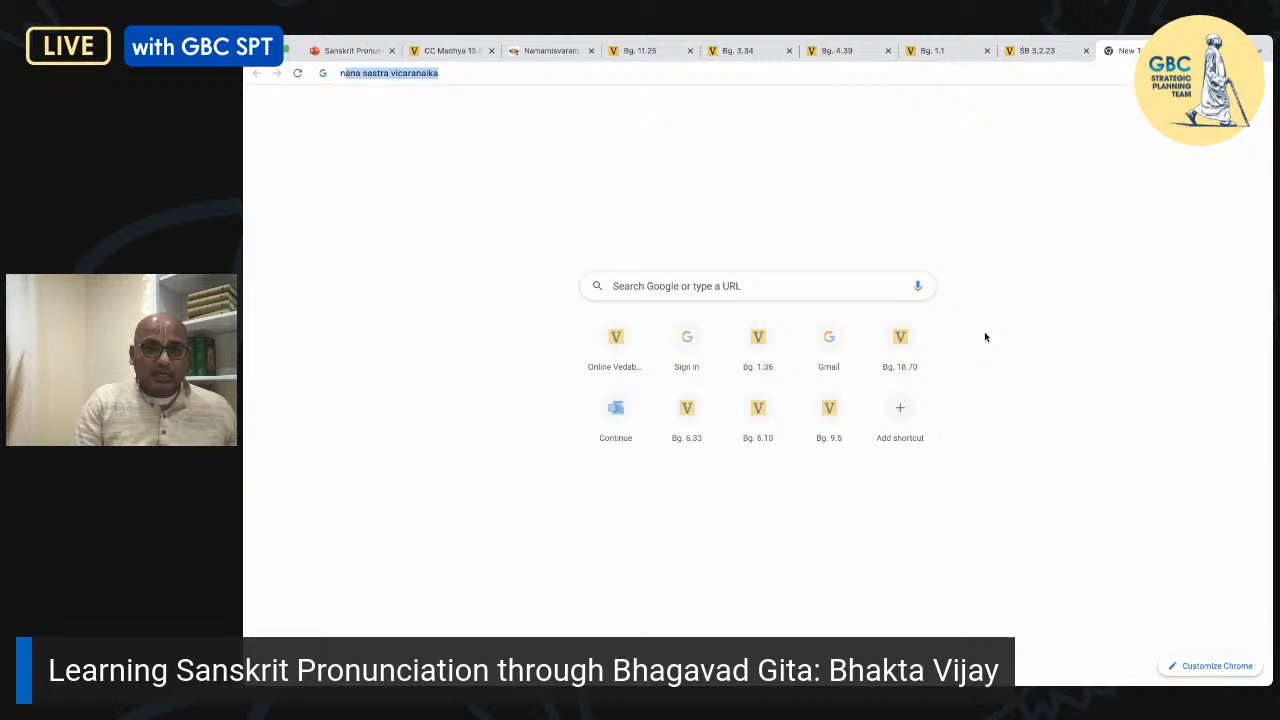 LIVE
with GBC SPT
Sanskrit Pronun
CC Madhya 13.
Namamisvaram
Bg. 11.25
Bg. 3.34
Bg. 4.39
Bg. 1.1
ŚB 3.2.23
New T
nana sastra vicaranaika
GBC
STRATEGIC
PLANNING
TEAM
Search Google or type a URL
Online Vedab...
Sign in
Bg. 1.36
Gmail
Bg. 18.70
Continue
Bg. 6.33
Bg. 6.10
Bg. 9.5
Add shortcut
Customize Chrome
Learning Sanskrit Pronunciation through Bhagavad Gita: Bhakta Vijay